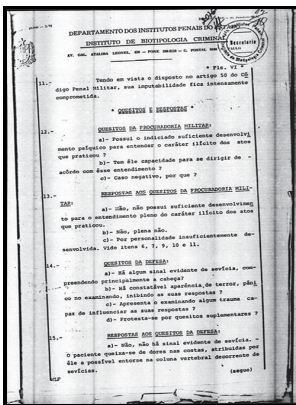 DEPARTAMENTO DOS INSTITUTOS PENAIS DO
INSTITUTO DE BIOTIPOLOGIA CRIMINAL
* Fls. VI *
11.- Tendo em vista o disposto no artigo 50 do Có
digo Penal Militar, sua imputabilidade fica intensamente
comprometida.
* QUESITOS E RESPOSTAS *
12.- QUESITOS DA PROCURADORIA MILITAR:
a)- Possui o indiciado suficiente desenvolvi
mento psíquico para entender o caráter ilícito dos atos
que praticou ?
b)- Tem êle capacidade para se dirigir de -
acôrdo com êsse entendimento ?
c)- Caso negativo, por que ?
13.- RESPOSTAS AOS QUESITOS DA PROCURADORIA MILI-
TAR:
a)- Não, não possui suficiente desenvolvimen
to para o entendimento pleno do caráter ilícito dos atos
que praticou.
b)- Não, plena não.
c)- Por personalidade insuficientemente de-
senvolvida. Vide itens 6, 7, 9, 10 e 11.
14.- QUESITOS DA DEFESA:
a)- Há algum sinal evidente de sevícia, com-
preendendo principalmente a cabeça?
b)- Há constatável aparência de terror, pâni
co no examinando, inibindo as suas respostas ?
c)- Apresenta o examinando algum trauma ca-
paz de influenciar as suas respostas ?
d)- Protesta-se por quesitos suplementares ?
15.- RESPOSTAS AOS QUESITOS DA DEFESA:
a)- Não, não há sinal evidente de sevícia. -
O paciente queixa-se de dores nas costas, atribuídas por
êle a possível entorse na coluna vertebral decorrente de
sevícias.
(segue)